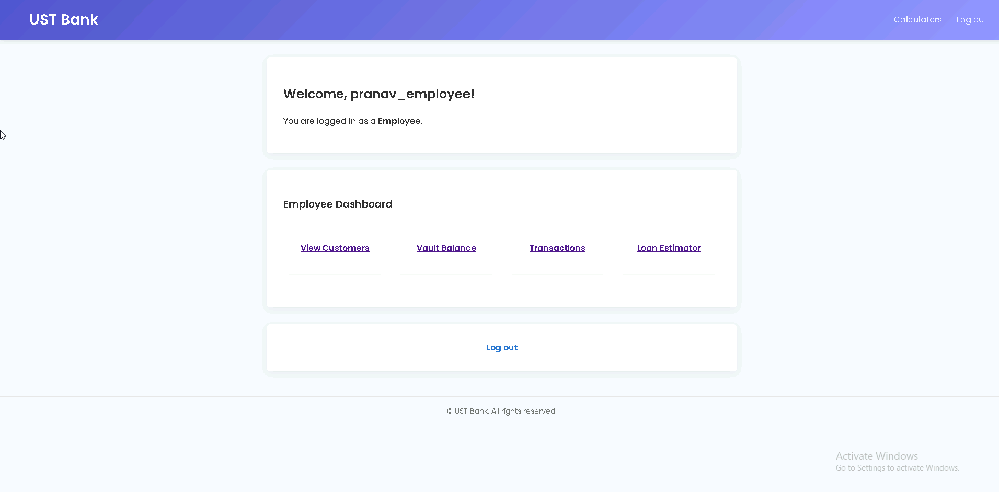 UST Bank
Calculators Log out
Welcome, pranav_employee!
You are logged in as a Employee.
Employee Dashboard
View Customers Vault Balance Transactions Loan Estimator
Log out
© UST Bank. All rights reserved.
Activate Windows
Go to Settings to activate Windows.